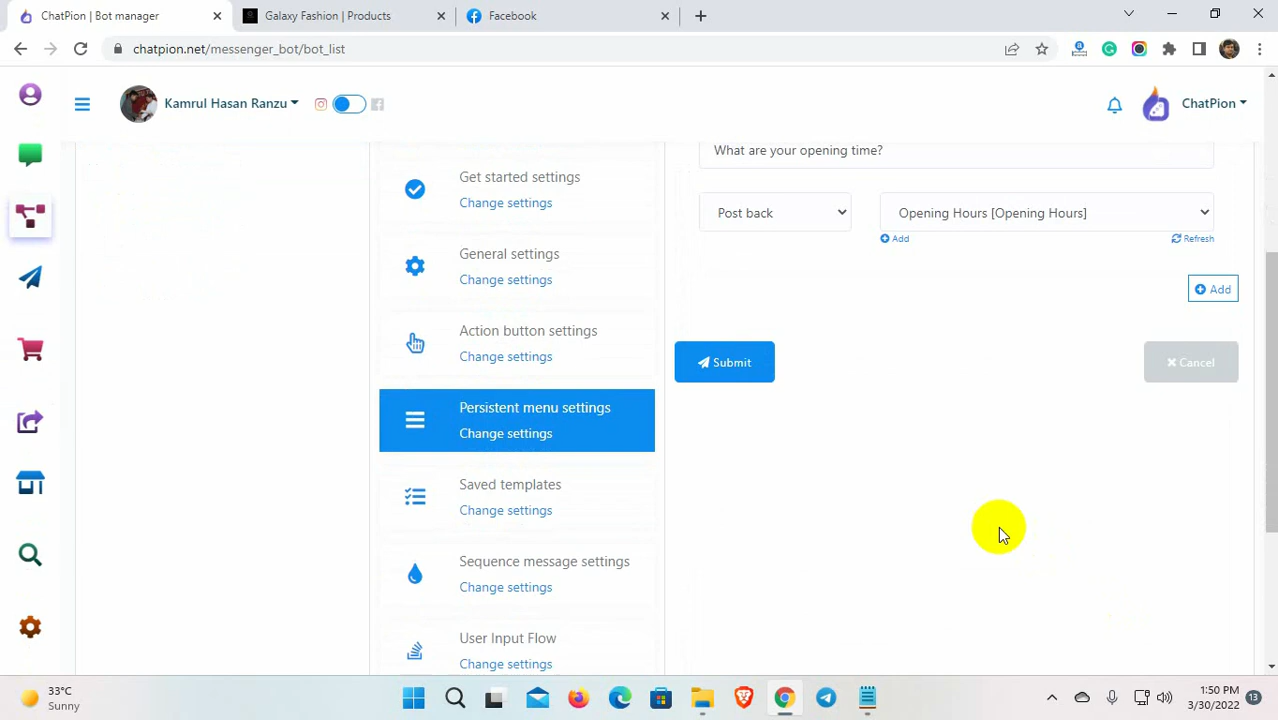 ChatPion | Bot manager
Galaxy Fashion | Products
Facebook
chatpion.net/messenger_bot/bot_list
Kamrul Hasan Ranzu
ChatPion
Get started settings
Change settings
General settings
Change settings
Action button settings
Change settings
Persistent menu settings
Change settings
Saved templates
Change settings
Sequence message settings
Change settings
User Input Flow
Change settings
What are your opening time?
Post back
Opening Hours [Opening Hours]
Add
Refresh
Add
Submit
Cancel
33°C
Sunny
1:50 PM
3/30/2022
13